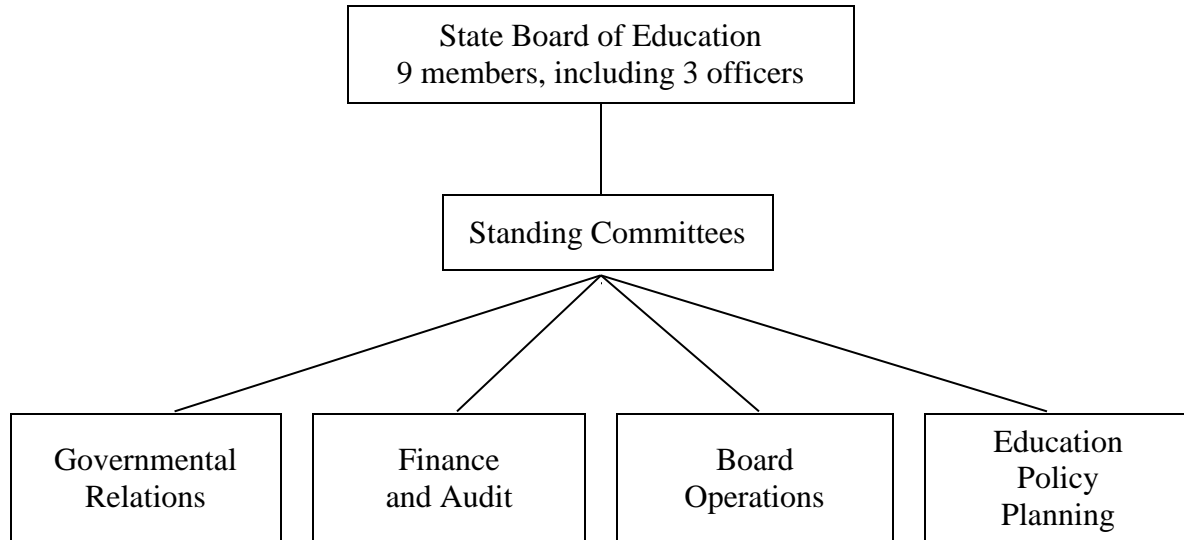 State Board of Education
9 members, including 3 officers
Standing Committees
Governmental
Relations
Finance
and Audit
Board
Operations
Education
Policy
Planning